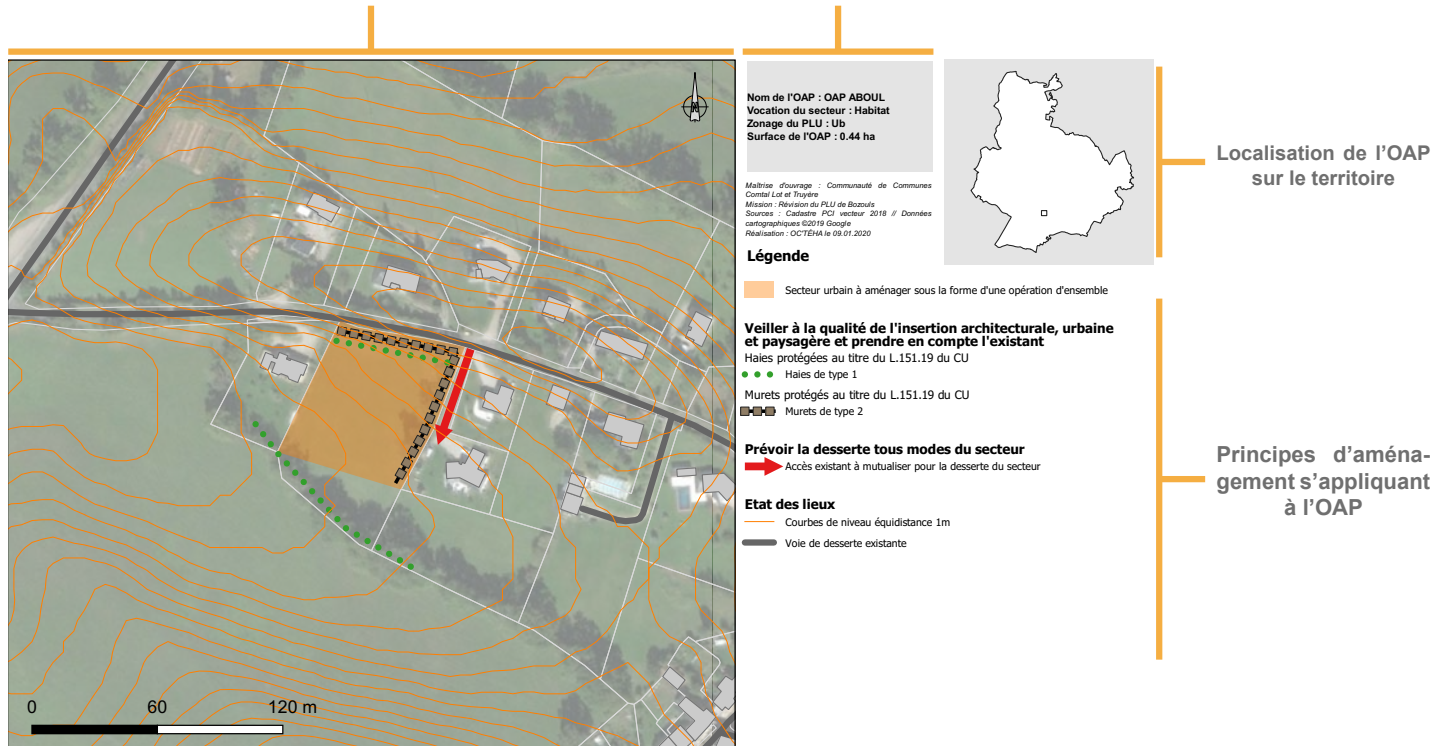 Nom de l'OAP : OAP ABOUL
Vocation du secteur : Habitat
Zonage du PLU : Ub
Surface de l'OAP : 0.44 ha
Maîtrise d'ouvrage : Communauté de Communes
Comtal Lot et Truyère
Mission : Révision du PLU de Bozouls
Sources : Cadastre PCI vecteur 2018 // Données
cartographiques ©2019 Google
Réalisation : OC'TÉHA le 09.01.2020
Légende
Secteur urbain à aménager sous la forme d'une opération d'ensemble
Veiller à la qualité de l'insertion architecturale, urbaine
et paysagère et prendre en compte l'existant
Haies protégées au titre du L.151.19 du CU
Haies de type 1
Murets protégés au titre du L.151.19 du CU
Murets de type 2
Prévoir la desserte tous modes du secteur
Accès existant à mutualiser pour la desserte du secteur
Etat des lieux
Courbes de niveau équidistance 1m
Voie de desserte existante
Localisation de l'OAP
sur le territoire
Principes d'aména-
gement s'appliquant
à l'OAP
N
0 60 120 m